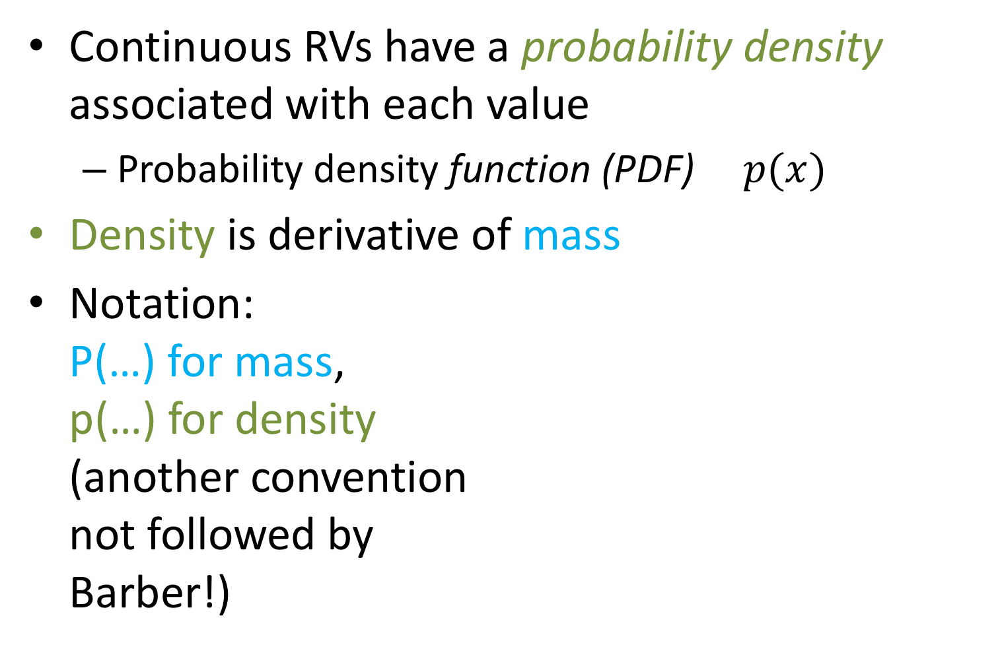 • Continuous RVs have a probability density
associated with each value
– Probability density function (PDF) p(x)
• Density is derivative of mass
• Notation:
P(…) for mass,
p(…) for density
(another convention
not followed by
Barber!)